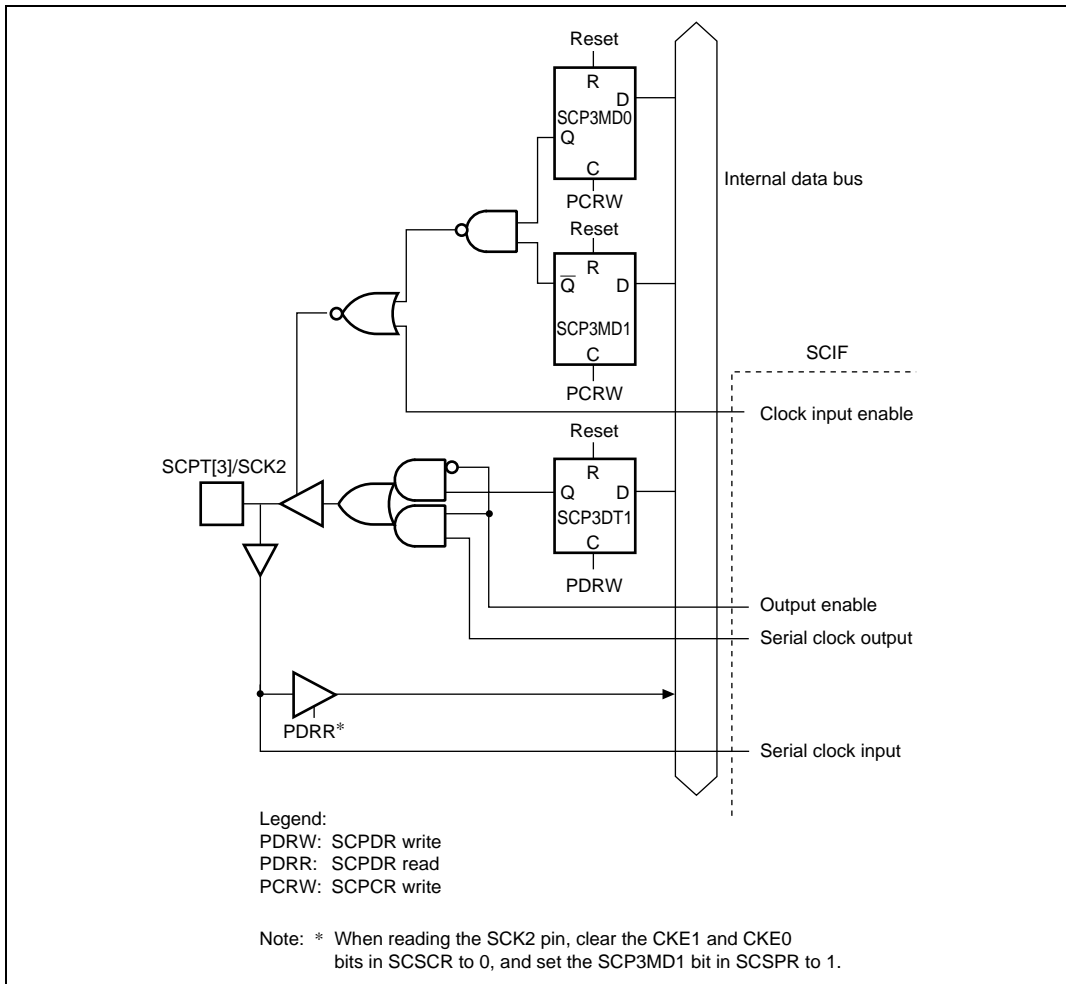 Reset
R
D
SCP3MD0
Q
C
PCRW
Internal data bus
Reset
R
Q̅ D
SCP3MD1
C
PCRW
SCIF
Clock input enable
Reset
SCPT[3]/SCK2
R
Q D
SCP3DT1
C
PDRW
Output enable
Serial clock output
PDRR*
Serial clock input
Legend:
PDRW: SCPDR write
PDRR: SCPDR read
PCRW: SCPCR write
Note: * When reading the SCK2 pin, clear the CKE1 and CKE0
bits in SCSCR to 0, and set the SCP3MD1 bit in SCSPR to 1.